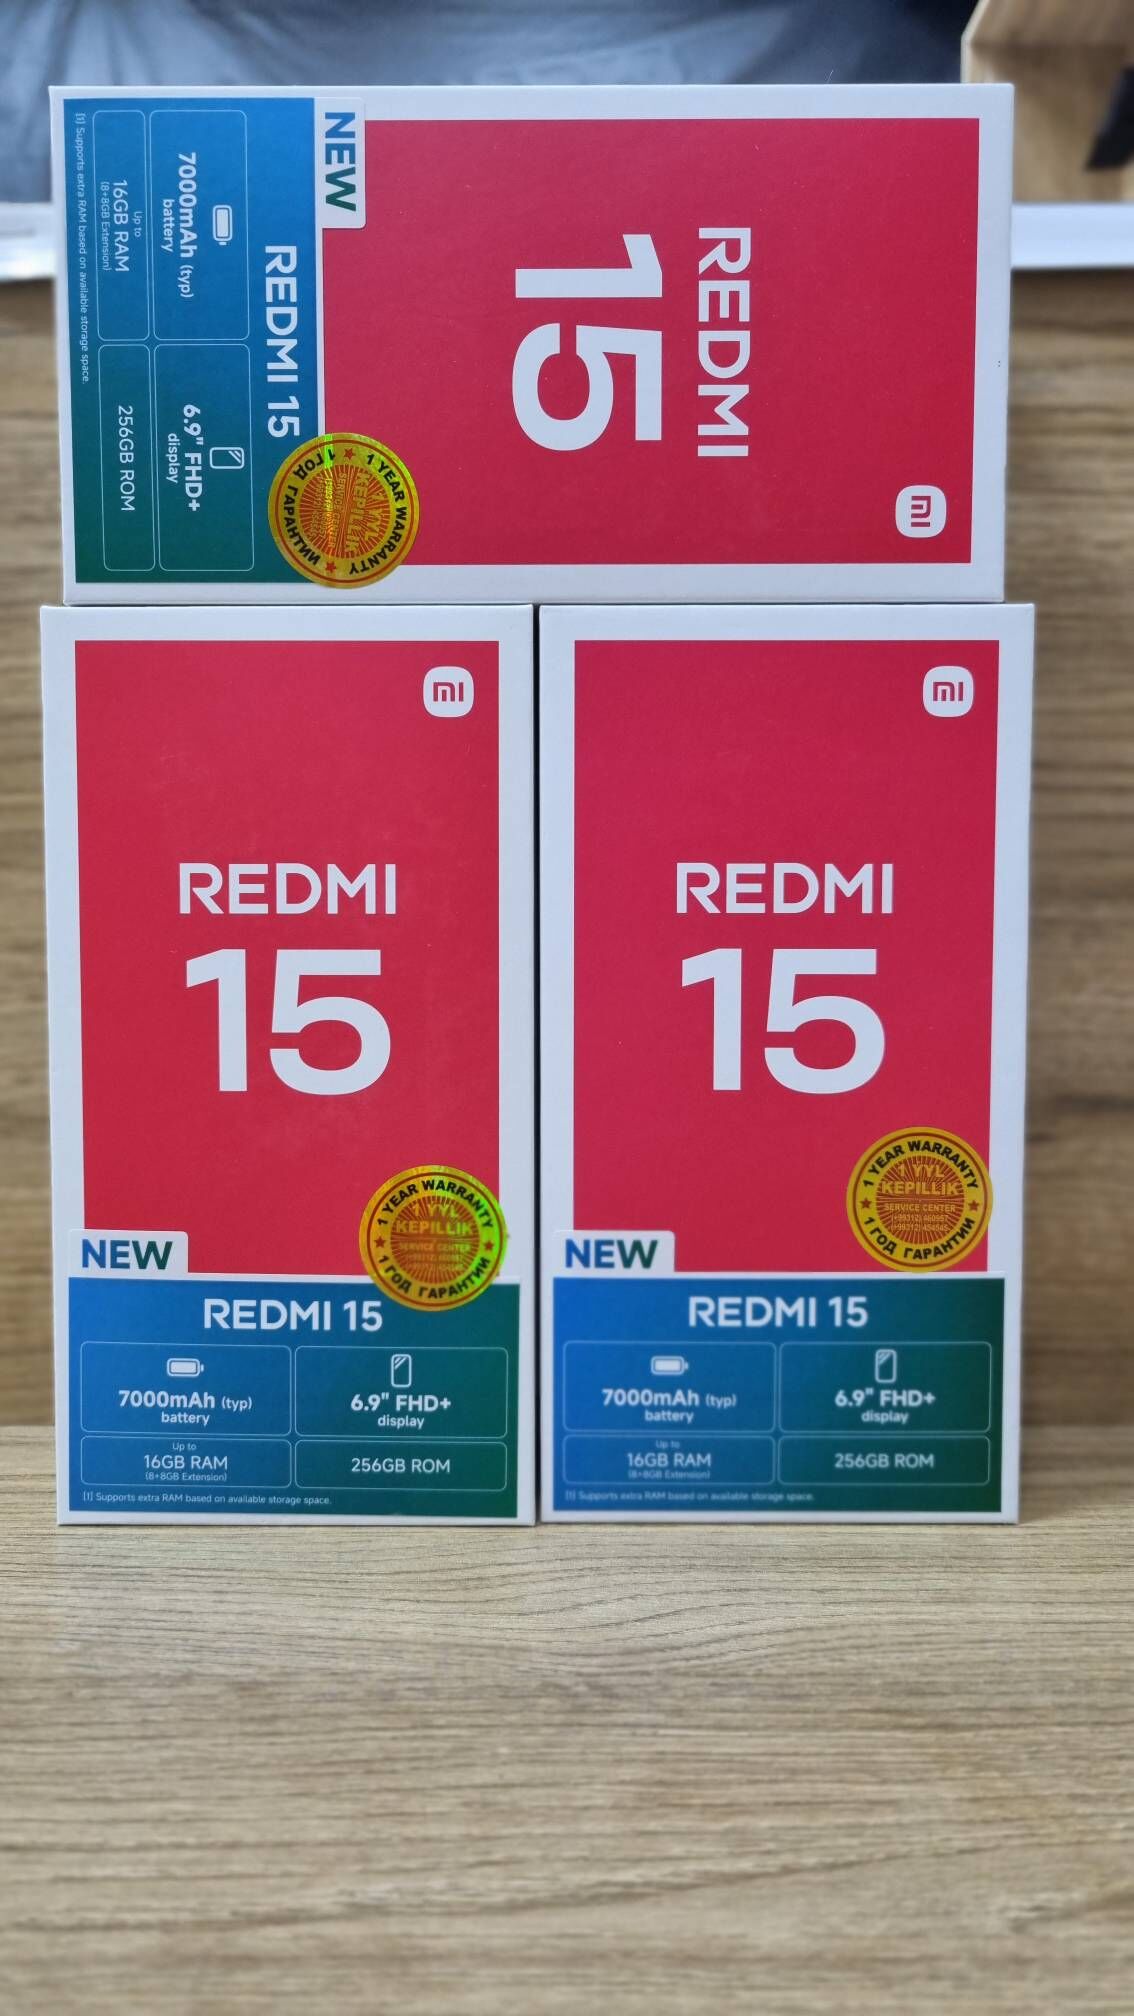 NEW
REDMI
15
REDMI 15
7000mAh (typ)
battery
6.9" FHD+
display
Up to
16GB RAM
(8+8GB Extension)
256GB ROM
[1] Supports extra RAM based on available storage space.
1 YEAR WARRANTY
1 ГОД ГАРАНТИИ
KEPILLIK
SERVICE CENTER
REDMI
15
1 YEAR WARRANTY
1 YYL
KEPILLIK
SERVICE CENTER
1 ГОД ГАРАНТИИ
NEW
REDMI 15
7000mAh (typ)
battery
6.9" FHD+
display
Up to
16GB RAM
(8+8GB Extension)
256GB ROM
[1] Supports extra RAM based on available storage space.
REDMI
15
1 YEAR WARRANTY
1 YYL
KEPILLIK
SERVICE CENTER
1 ГОД ГАРАНТИИ
NEW
REDMI 15
7000mAh (typ)
battery
6.9" FHD+
display
Up to
16GB RAM
(8+8GB Extension)
256GB ROM
[1] Supports extra RAM based on available storage space.